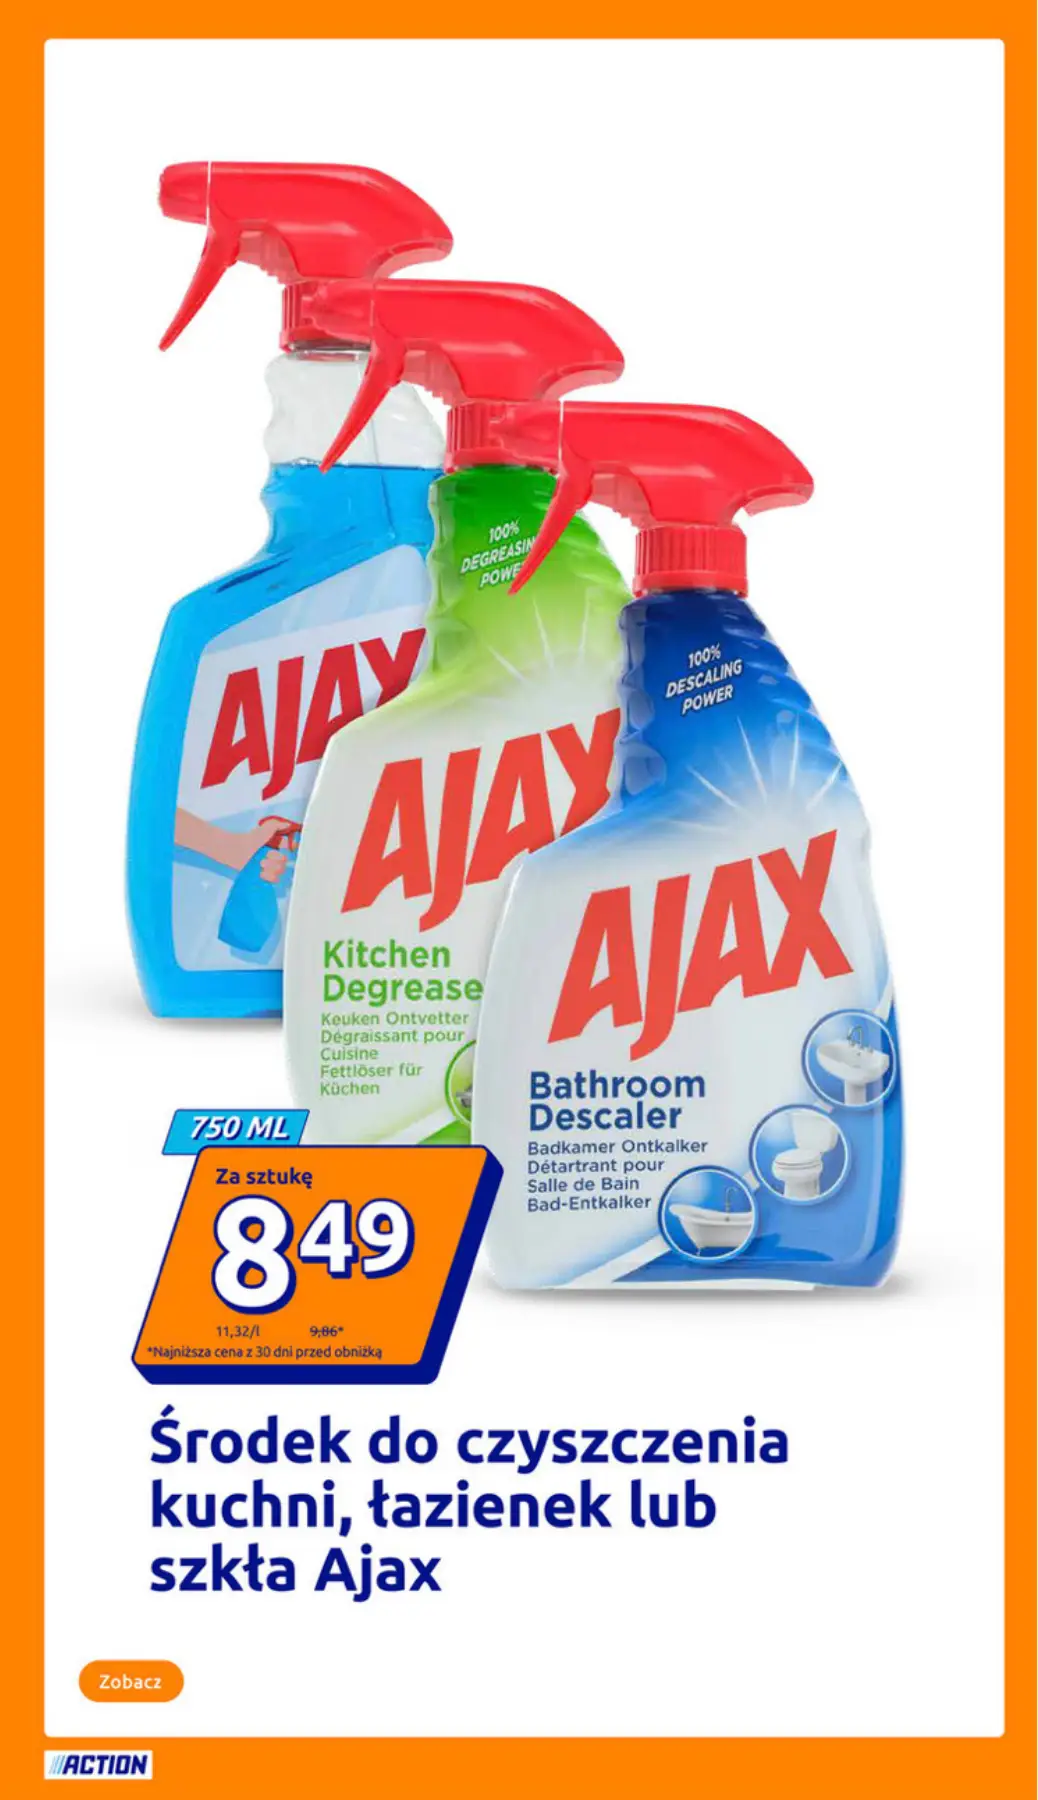 100%
DEGREASIN
POWE
100%
DESCALING
POWER
AJAX
AJAX
AJAX
Kitchen
Degrease
Keuken Ontvetter
Dégraissant pour
Cuisine
Fettlöser für
Küchen
Bathroom
Descaler
Badkamer Ontkalker
Détartrant pour
Salle de Bain
Bad-Entkalker
750 ML
Za sztukę
8 49
11,32/l 9,86*
*Najniższa cena z 30 dni przed obniżką
Środek do czyszczenia
kuchni, łazienek lub
szkła Ajax
Zobacz
ACTION